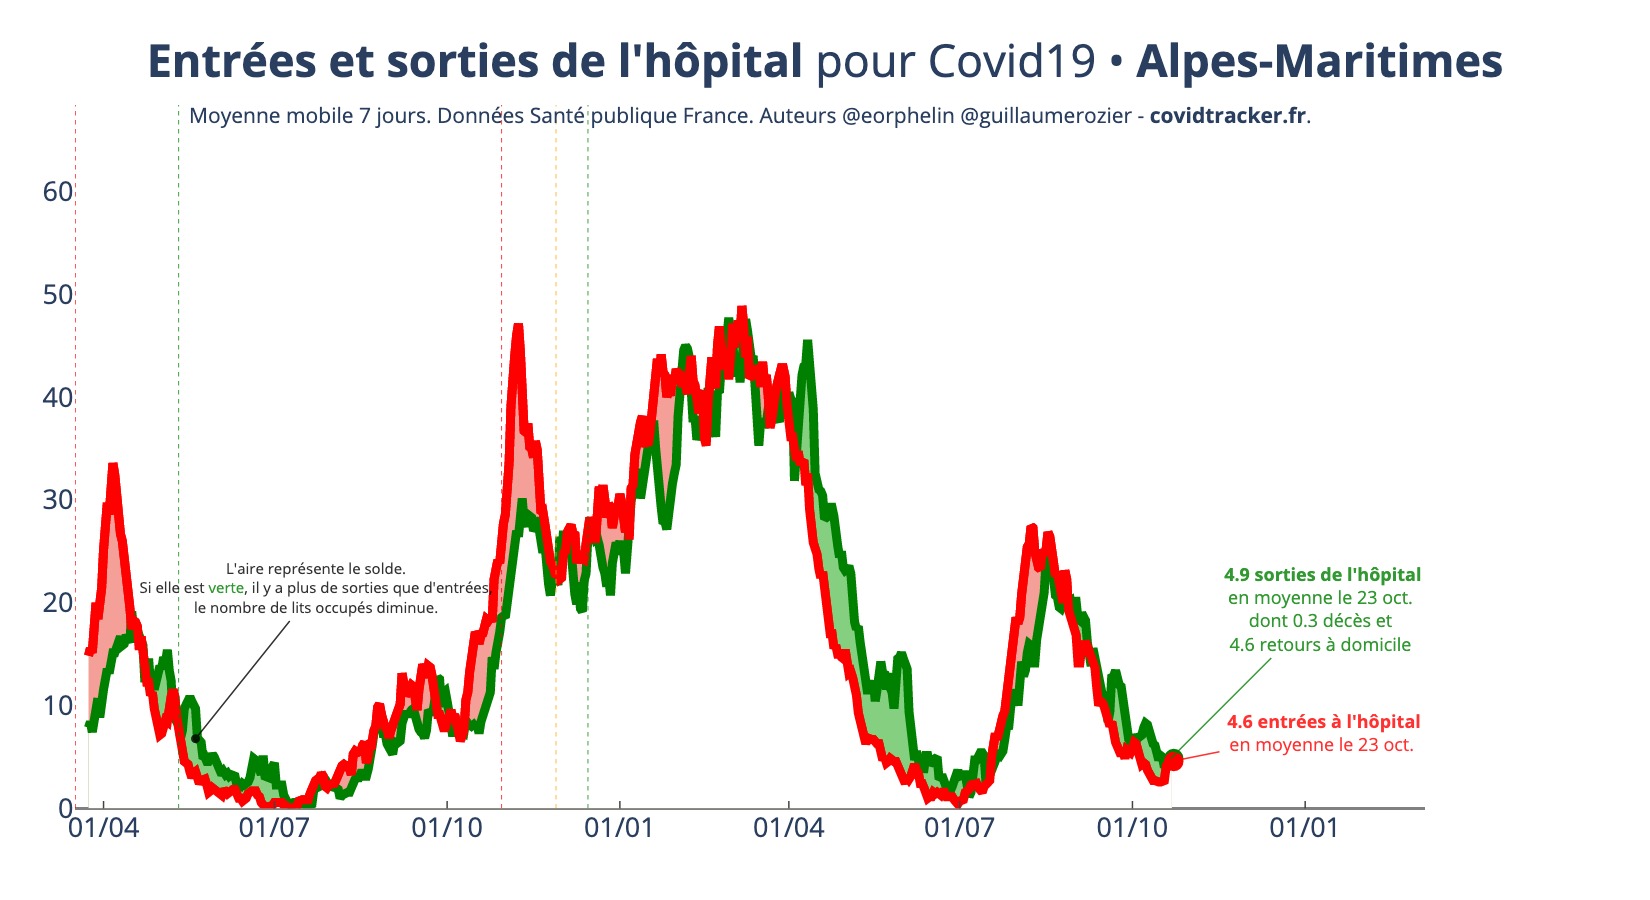 Entrées et sorties de l'hôpital pour Covid19 • Alpes-Maritimes
Moyenne mobile 7 jours. Données Santé publique France. Auteurs @eorphelin @guillaumerozier - covidtracker.fr.
60
50
40
30
20
10
0
L'aire représente le solde.
Si elle est verte, il y a plus de sorties que d'entrées,
le nombre de lits occupés diminue.
4.9 sorties de l'hôpital
en moyenne le 23 oct.
dont 0.3 décès et
4.6 retours à domicile
4.6 entrées à l'hôpital
en moyenne le 23 oct.
01/04 01/07 01/10 01/01 01/04 01/07 01/10 01/01